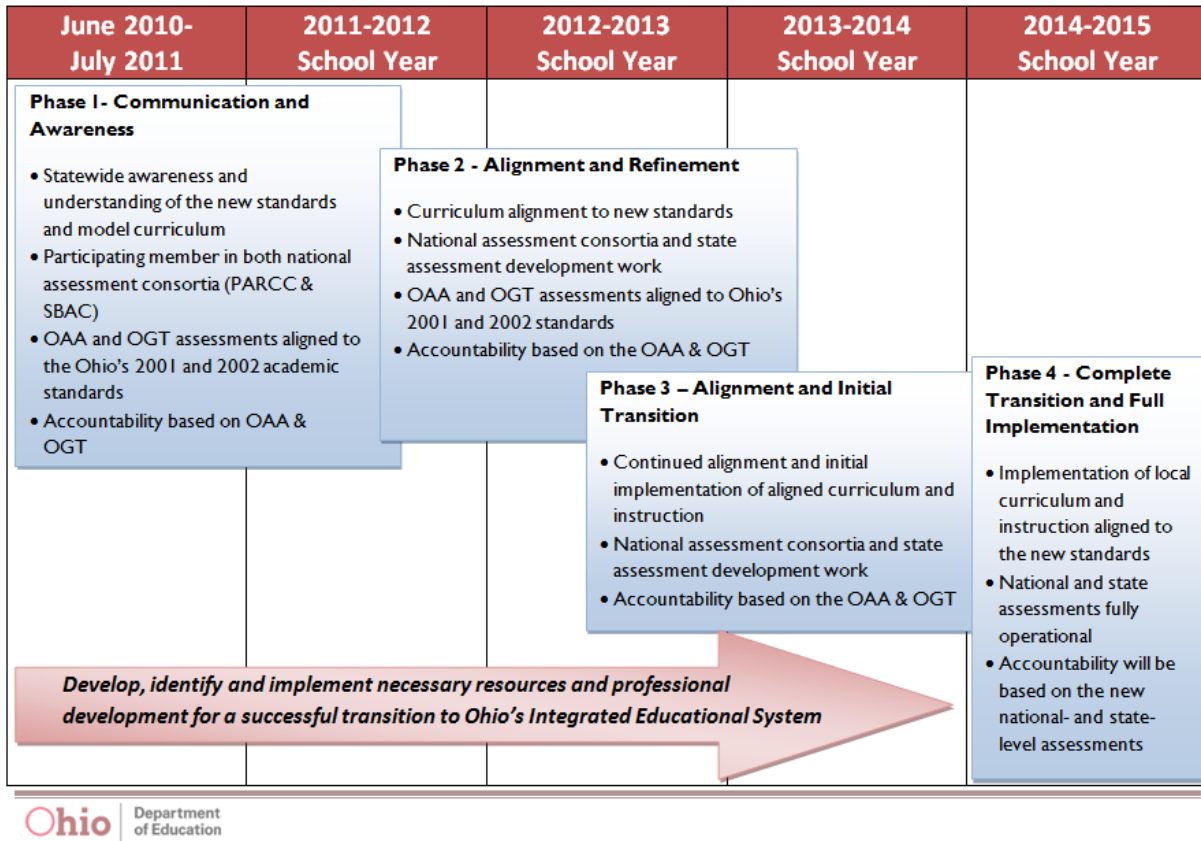 June 2010-
July 2011
2011-2012
School Year
2012-2013
School Year
2013-2014
School Year
2014-2015
School Year
Phase 1- Communication and
Awareness
• Statewide awareness and
understanding of the new standards
and model curriculum
• Participating member in both national
assessment consortia (PARCC &
SBAC)
• OAA and OGT assessments aligned to
the Ohio's 2001 and 2002 academic
standards
• Accountability based on OAA &
OGT
Phase 2 - Alignment and Refinement
• Curriculum alignment to new standards
• National assessment consortia and state
assessment development work
• OAA and OGT assessments aligned to Ohio's
2001 and 2002 standards
• Accountability based on the OAA & OGT
Phase 3 – Alignment and Initial
Transition
• Continued alignment and initial
implementation of aligned curriculum and
instruction
• National assessment consortia and state
assessment development work
• Accountability based on the OAA & OGT
Phase 4 - Complete
Transition and Full
Implementation
• Implementation of local
curriculum and
instruction aligned to
the new standards
• National and state
assessments fully
operational
• Accountability will be
based on the new
national- and state-
level assessments
Develop, identify and implement necessary resources and professional
development for a successful transition to Ohio's Integrated Educational System
Ohio
Department
of Education